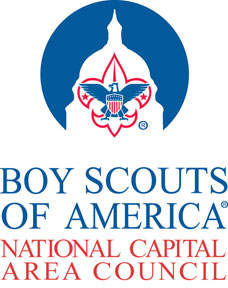 ®
BOY SCOUTS
OF AMERICA®
NATIONAL CAPITAL
AREA COUNCIL